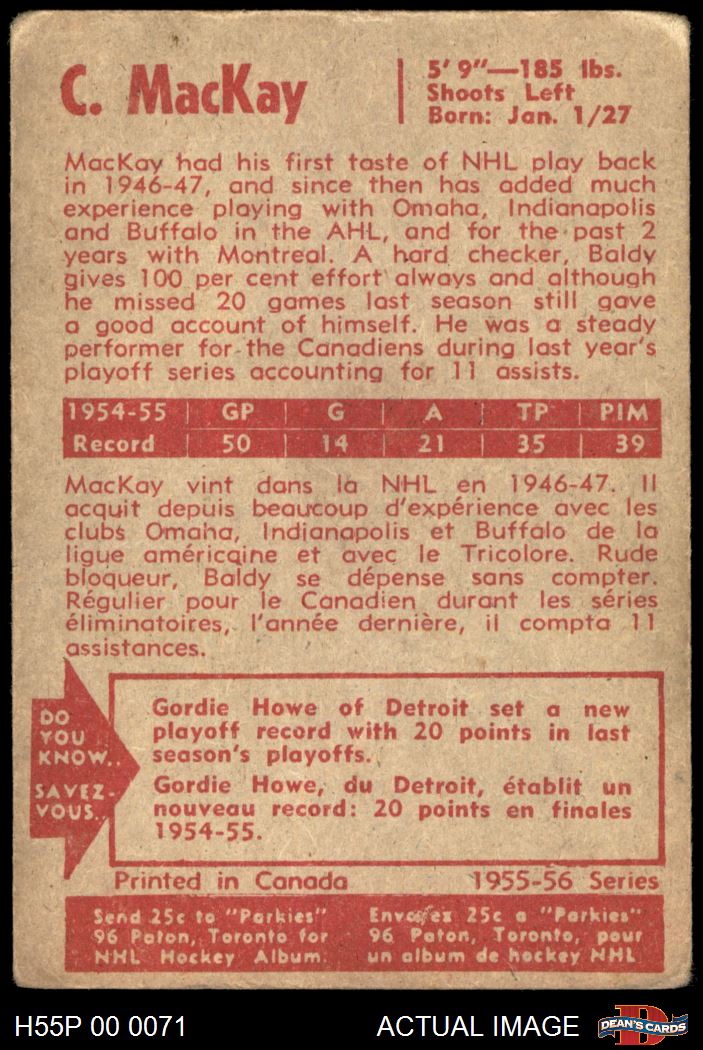 C. MacKay
5' 9"—185 lbs.
Shoots Left
Born: Jan. 1/27
MacKay had his first taste of NHL play back
in 1946-47, and since then has added much
experience playing with Omaha, Indianapolis
and Buffalo in the AHL, and for the past 2
years with Montreal. A hard checker, Baldy
gives 100 per cent effort always and although
he missed 20 games last season still gave
a good account of himself. He was a steady
performer for the Canadiens during last year's
playoff series accounting for 11 assists.
1954-55 | GP | G | A | TP | PIM
Record | 50 | 14 | 21 | 35 | 39
MacKay vint dans la NHL en 1946-47. Il
acquit depuis beaucoup d'expérience avec les
clubs Omaha, Indianapolis et Buffalo de la
ligue américaine et avec le Tricolore. Rude
bloqueur, Baldy se dépense sans compter.
Régulier pour le Canadien durant les séries
éliminatoires, l'année dernière, il compta 11
assistances.
DO
YOU
KNOW..
SAVEZ-
VOUS..
Gordie Howe of Detroit set a new
playoff record with 20 points in last
season's playoffs.
Gordie Howe, du Detroit, établit un
nouveau record: 20 points en finales
1954-55.
Printed in Canada
1955-56 Series
Send 25c to "Parkies"
96 Paton, Toronto for
NHL Hockey Album.
Envoyez 25c a "Parkies"
96 Paton, Toronto, pour
un album de hockey NHL
H55P 00 0071
ACTUAL IMAGE
D
DEAN'S CARDS